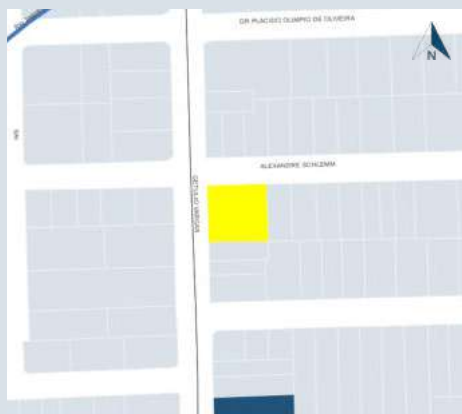 DR PLACIDO OLIMPIO DE OLIVEIRA
N
ALEXANDRE SCHLEMM
GETULIO VARGAS